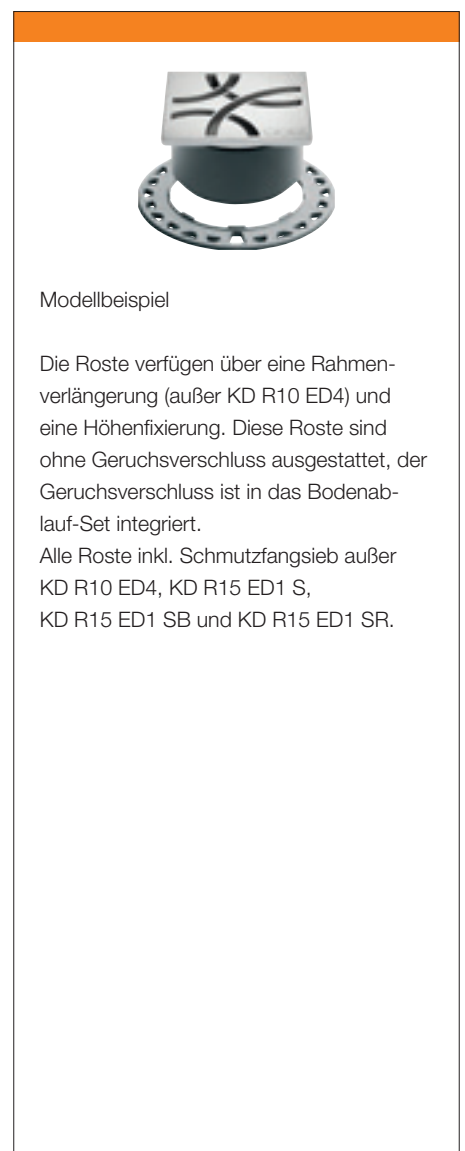 Modellbeispiel
Die Roste verfügen über eine Rahmen-
verlängerung (außer KD R10 ED4) und
eine Höhenfixierung. Diese Roste sind
ohne Geruchsverschluss ausgestattet, der
Geruchsverschluss ist in das Bodenab-
lauf-Set integriert.
Alle Roste inkl. Schmutzfangsieb außer
KD R10 ED4, KD R15 ED1 S,
KD R15 ED1 SB und KD R15 ED1 SR.